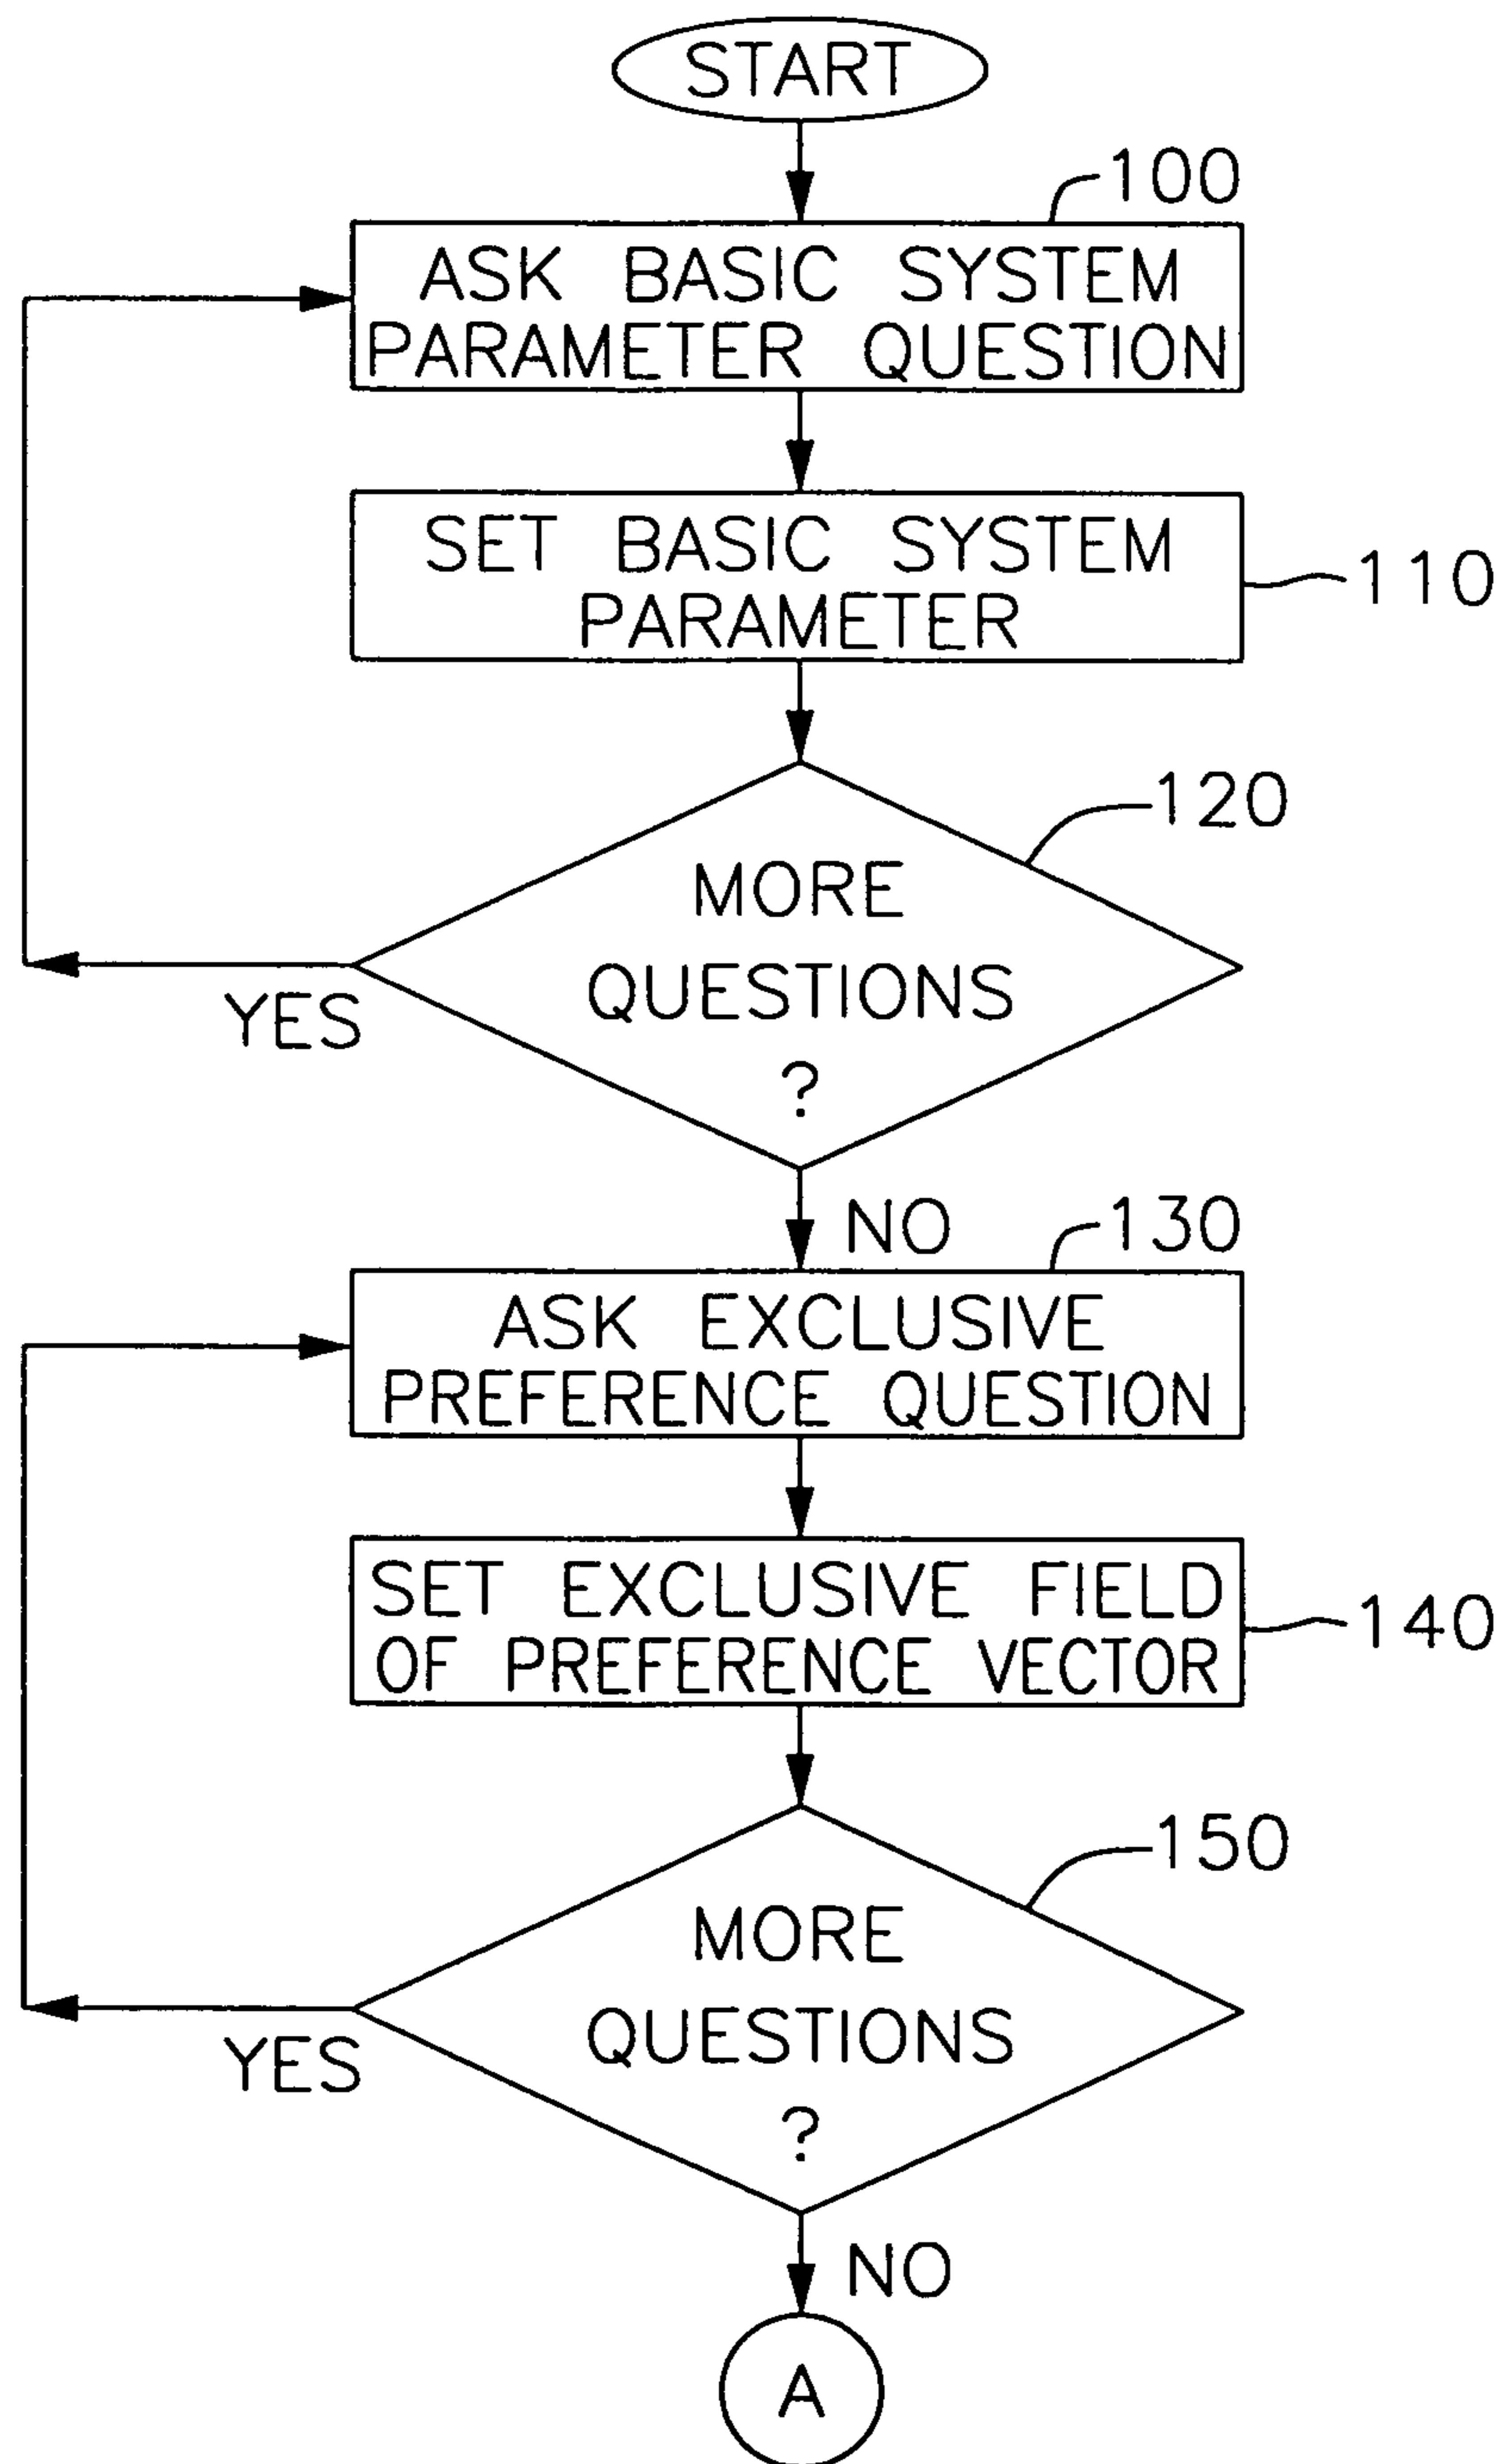 START
100
ASK BASIC SYSTEM
PARAMETER QUESTION
SET BASIC SYSTEM
PARAMETER
110
120
MORE
QUESTIONS
?
YES
NO
130
ASK EXCLUSIVE
PREFERENCE QUESTION
SET EXCLUSIVE FIELD
OF PREFERENCE VECTOR
140
150
MORE
QUESTIONS
?
YES
NO
A